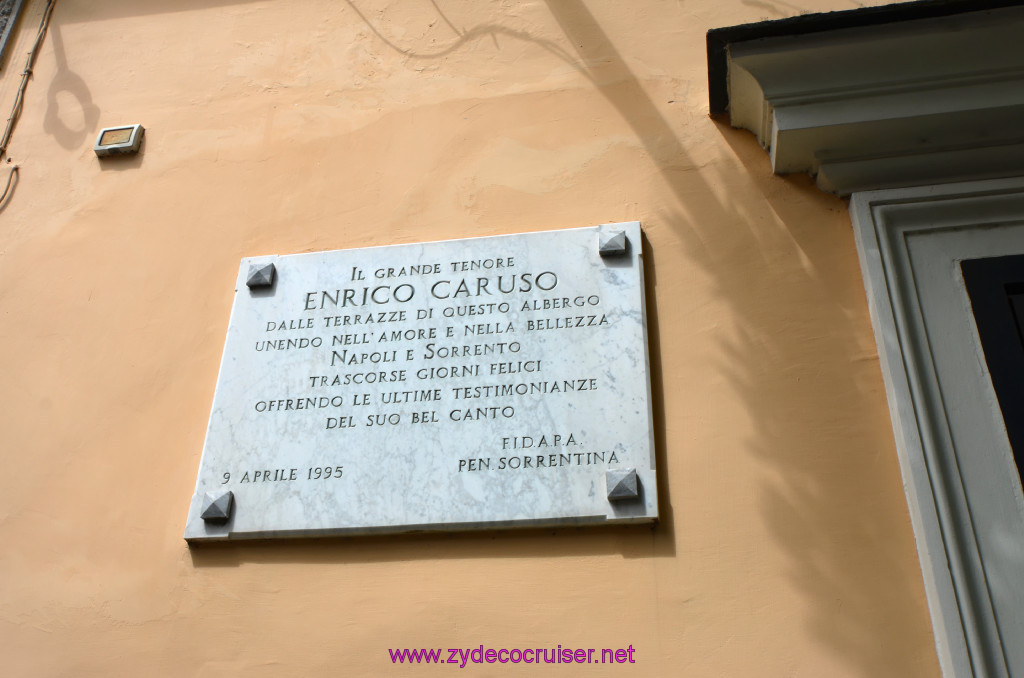 IL GRANDE TENORE
ENRICO CARUSO
DALLE TERRAZZE DI QUESTO ALBERGO
UNENDO NELL'AMORE E NELLA BELLEZZA
NAPOLI E SORRENTO
TRASCORSE GIORNI FELICI
OFFRENDO LE ULTIME TESTIMONIANZE
DEL SUO BEL CANTO
F.I.D.A.P.A.
9 APRILE 1995 PEN. SORRENTINA
www.zydecocruiser.net